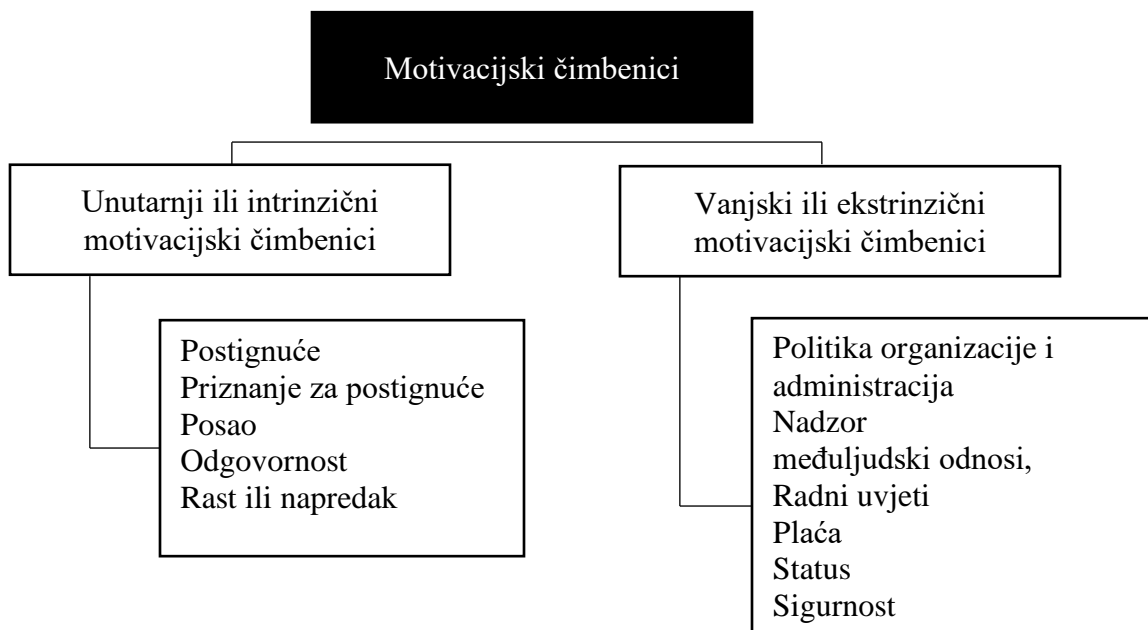 Motivacijski čimbenici
Unutarnji ili intrinzični
motivacijski čimbenici
Vanjski ili ekstrinzični
motivacijski čimbenici
Postignuće
Priznanje za postignuće
Posao
Odgovornost
Rast ili napredak
Politika organizacije i
administracija
Nadzor
međuljudski odnosi,
Radni uvjeti
Plaća
Status
Sigurnost